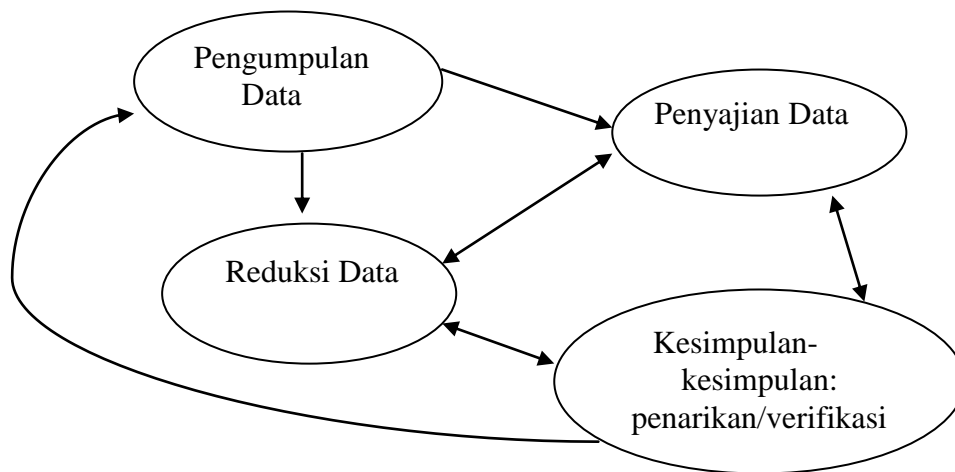 Pengumpulan
Data
Penyajian Data
Reduksi Data
Kesimpulan-
kesimpulan:
penarikan/verifikasi